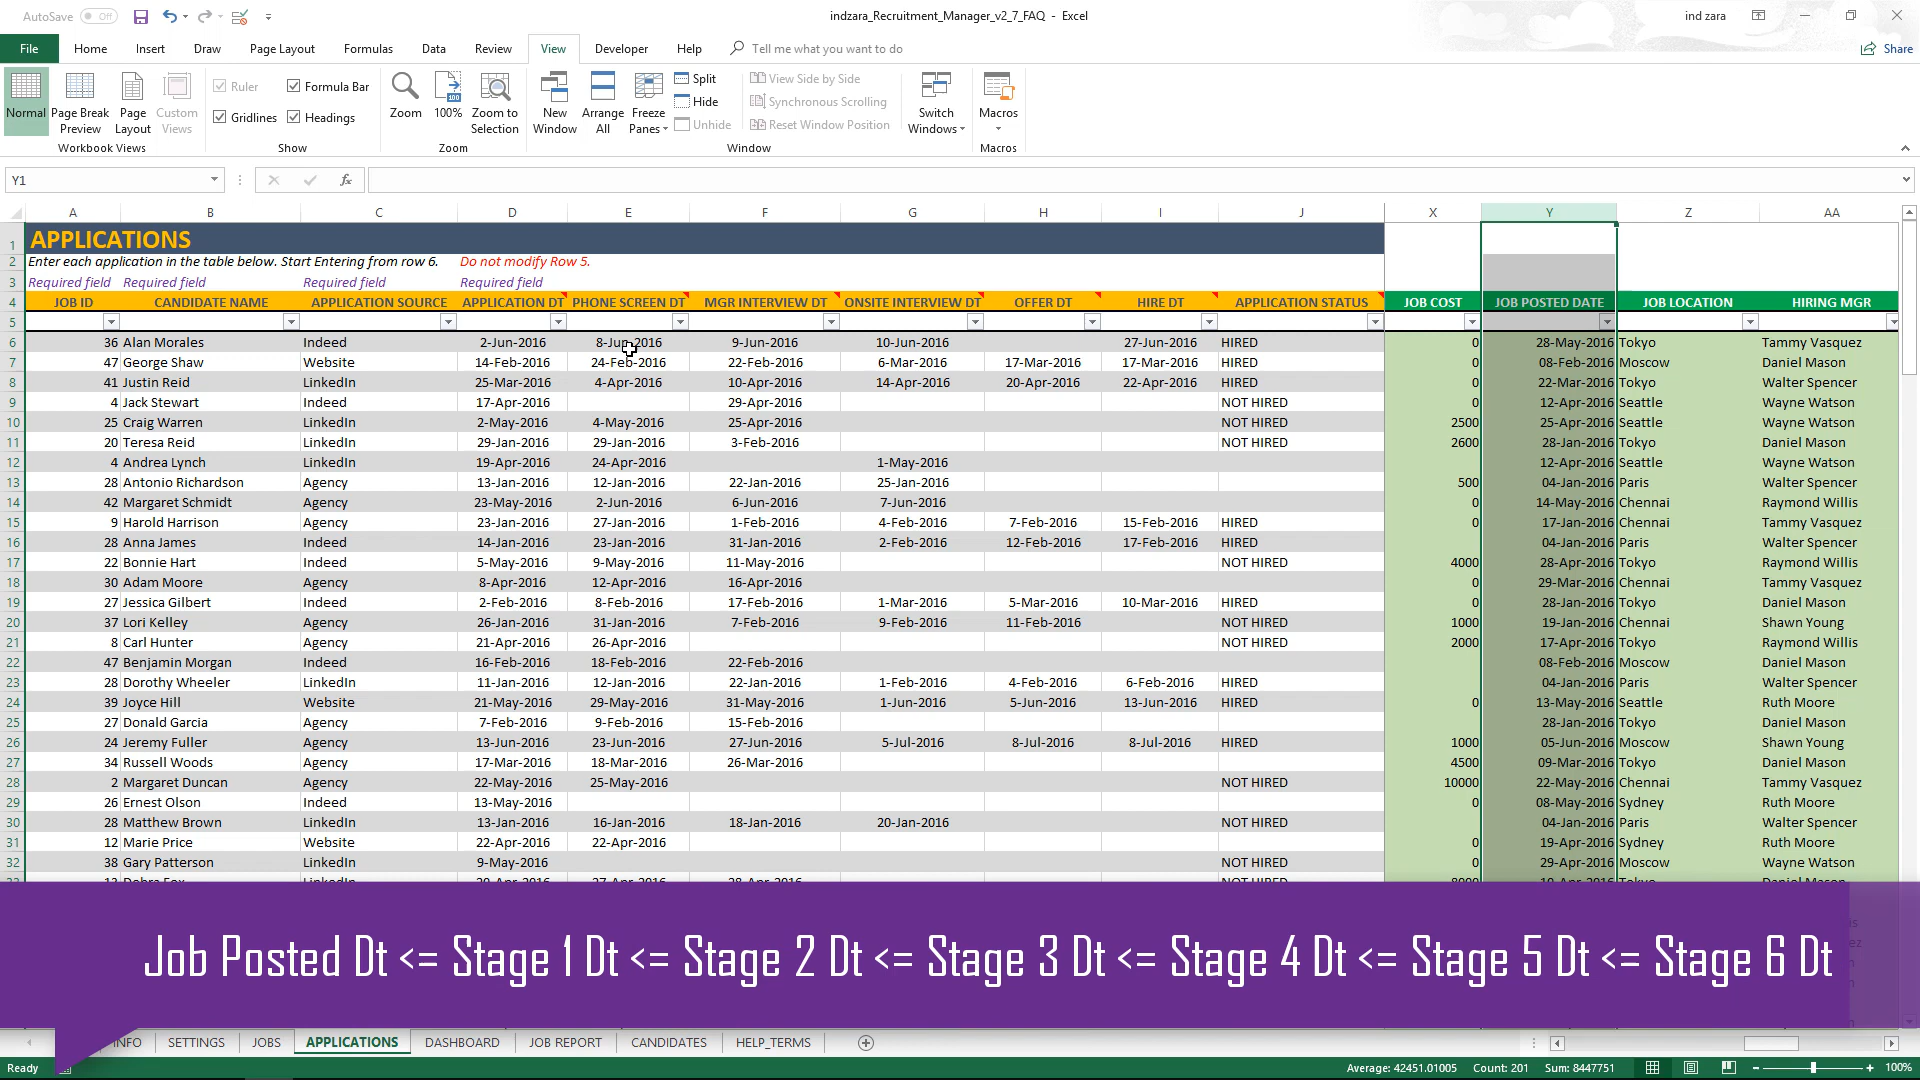 AutoSave Off
indzara_Recruitment_Manager_v2_7_FAQ - Excel
ind zara
File Home Insert Draw Page Layout Formulas Data Review View Developer Help Tell me what you want to do Share
Normal Page Break Preview Page Layout Custom Views
Ruler Formula Bar
Gridlines Headings
Zoom 100% Zoom to Selection
New Window Arrange All Freeze Panes
Split Hide Unhide
View Side by Side
Synchronous Scrolling
Reset Window Position
Switch Windows Macros
Workbook Views Show Zoom Window Macros
Y1 fx
A B C D E F G H I J X Y Z AA
1 APPLICATIONS
2 Enter each application in the table below. Start Entering from row 6. Do not modify Row 5.
3 Required field Required field Required field Required field
4 JOB ID CANDIDATE NAME APPLICATION SOURCE APPLICATION DT PHONE SCREEN DT MGR INTERVIEW DT ONSITE INTERVIEW DT OFFER DT HIRE DT APPLICATION STATUS JOB COST JOB POSTED DATE JOB LOCATION HIRING MGR
5
6 36 Alan Morales Indeed 2-Jun-2016 8-Jun-2016 9-Jun-2016 10-Jun-2016 27-Jun-2016 HIRED 0 28-May-2016 Tokyo Tammy Vasquez
7 47 George Shaw Website 14-Feb-2016 24-Feb-2016 22-Feb-2016 6-Mar-2016 17-Mar-2016 17-Mar-2016 HIRED 0 08-Feb-2016 Moscow Daniel Mason
8 41 Justin Reid LinkedIn 25-Mar-2016 4-Apr-2016 10-Apr-2016 14-Apr-2016 20-Apr-2016 22-Apr-2016 HIRED 0 22-Mar-2016 Tokyo Walter Spencer
9 4 Jack Stewart Indeed 17-Apr-2016 29-Apr-2016 NOT HIRED 0 12-Apr-2016 Seattle Wayne Watson
10 25 Craig Warren LinkedIn 2-May-2016 4-May-2016 25-Apr-2016 NOT HIRED 2500 25-Apr-2016 Seattle Wayne Watson
11 20 Teresa Reid LinkedIn 29-Jan-2016 29-Jan-2016 3-Feb-2016 NOT HIRED 2600 28-Jan-2016 Tokyo Daniel Mason
12 4 Andrea Lynch LinkedIn 19-Apr-2016 24-Apr-2016 1-May-2016 12-Apr-2016 Seattle Wayne Watson
13 28 Antonio Richardson Agency 13-Jan-2016 12-Jan-2016 22-Jan-2016 25-Jan-2016 500 04-Jan-2016 Paris Walter Spencer
14 42 Margaret Schmidt Agency 23-May-2016 2-Jun-2016 6-Jun-2016 7-Jun-2016 0 14-May-2016 Chennai Raymond Willis
15 9 Harold Harrison Agency 23-Jan-2016 27-Jan-2016 1-Feb-2016 4-Feb-2016 7-Feb-2016 15-Feb-2016 HIRED 0 17-Jan-2016 Chennai Tammy Vasquez
16 28 Anna James Indeed 14-Jan-2016 23-Jan-2016 31-Jan-2016 2-Feb-2016 12-Feb-2016 17-Feb-2016 HIRED 04-Jan-2016 Paris Walter Spencer
17 22 Bonnie Hart Indeed 5-May-2016 9-May-2016 11-May-2016 NOT HIRED 4000 28-Apr-2016 Tokyo Raymond Willis
18 30 Adam Moore Agency 8-Apr-2016 12-Apr-2016 16-Apr-2016 0 29-Mar-2016 Chennai Tammy Vasquez
19 27 Jessica Gilbert Indeed 2-Feb-2016 8-Feb-2016 17-Feb-2016 1-Mar-2016 5-Mar-2016 10-Mar-2016 HIRED 0 28-Jan-2016 Tokyo Daniel Mason
20 37 Lori Kelley Agency 26-Jan-2016 31-Jan-2016 7-Feb-2016 9-Feb-2016 11-Feb-2016 NOT HIRED 1000 19-Jan-2016 Chennai Shawn Young
21 8 Carl Hunter Agency 21-Apr-2016 26-Apr-2016 NOT HIRED 2000 17-Apr-2016 Tokyo Raymond Willis
22 47 Benjamin Morgan Indeed 16-Feb-2016 18-Feb-2016 22-Feb-2016 08-Feb-2016 Moscow Daniel Mason
23 28 Dorothy Wheeler LinkedIn 11-Jan-2016 12-Jan-2016 22-Jan-2016 1-Feb-2016 4-Feb-2016 6-Feb-2016 HIRED 04-Jan-2016 Paris Walter Spencer
24 39 Joyce Hill Website 21-May-2016 29-May-2016 31-May-2016 1-Jun-2016 5-Jun-2016 13-Jun-2016 HIRED 0 13-May-2016 Seattle Ruth Moore
25 27 Donald Garcia Agency 7-Feb-2016 9-Feb-2016 15-Feb-2016 28-Jan-2016 Tokyo Daniel Mason
26 24 Jeremy Fuller Agency 13-Jun-2016 23-Jun-2016 27-Jun-2016 5-Jul-2016 8-Jul-2016 8-Jul-2016 HIRED 1000 05-Jun-2016 Moscow Shawn Young
27 34 Russell Woods Agency 17-Mar-2016 18-Mar-2016 26-Mar-2016 4500 09-Mar-2016 Tokyo Daniel Mason
28 2 Margaret Duncan Agency 22-May-2016 25-May-2016 NOT HIRED 10000 22-May-2016 Chennai Tammy Vasquez
29 26 Ernest Olson Indeed 13-May-2016 0 08-May-2016 Sydney Ruth Moore
30 28 Matthew Brown LinkedIn 13-Jan-2016 16-Jan-2016 18-Jan-2016 20-Jan-2016 NOT HIRED 04-Jan-2016 Paris Walter Spencer
31 12 Marie Price Website 22-Apr-2016 22-Apr-2016 0 19-Apr-2016 Sydney Ruth Moore
32 38 Gary Patterson LinkedIn 9-May-2016 NOT HIRED 0 29-Apr-2016 Moscow Wayne Watson
Job Posted Dt <= Stage 1 Dt <= Stage 2 Dt <= Stage 3 Dt <= Stage 4 Dt <= Stage 5 Dt <= Stage 6 Dt
INFO SETTINGS JOBS APPLICATIONS DASHBOARD JOB REPORT CANDIDATES HELP_TERMS
Ready Average: 42451.01005 Count: 201 Sum: 8447751 100%